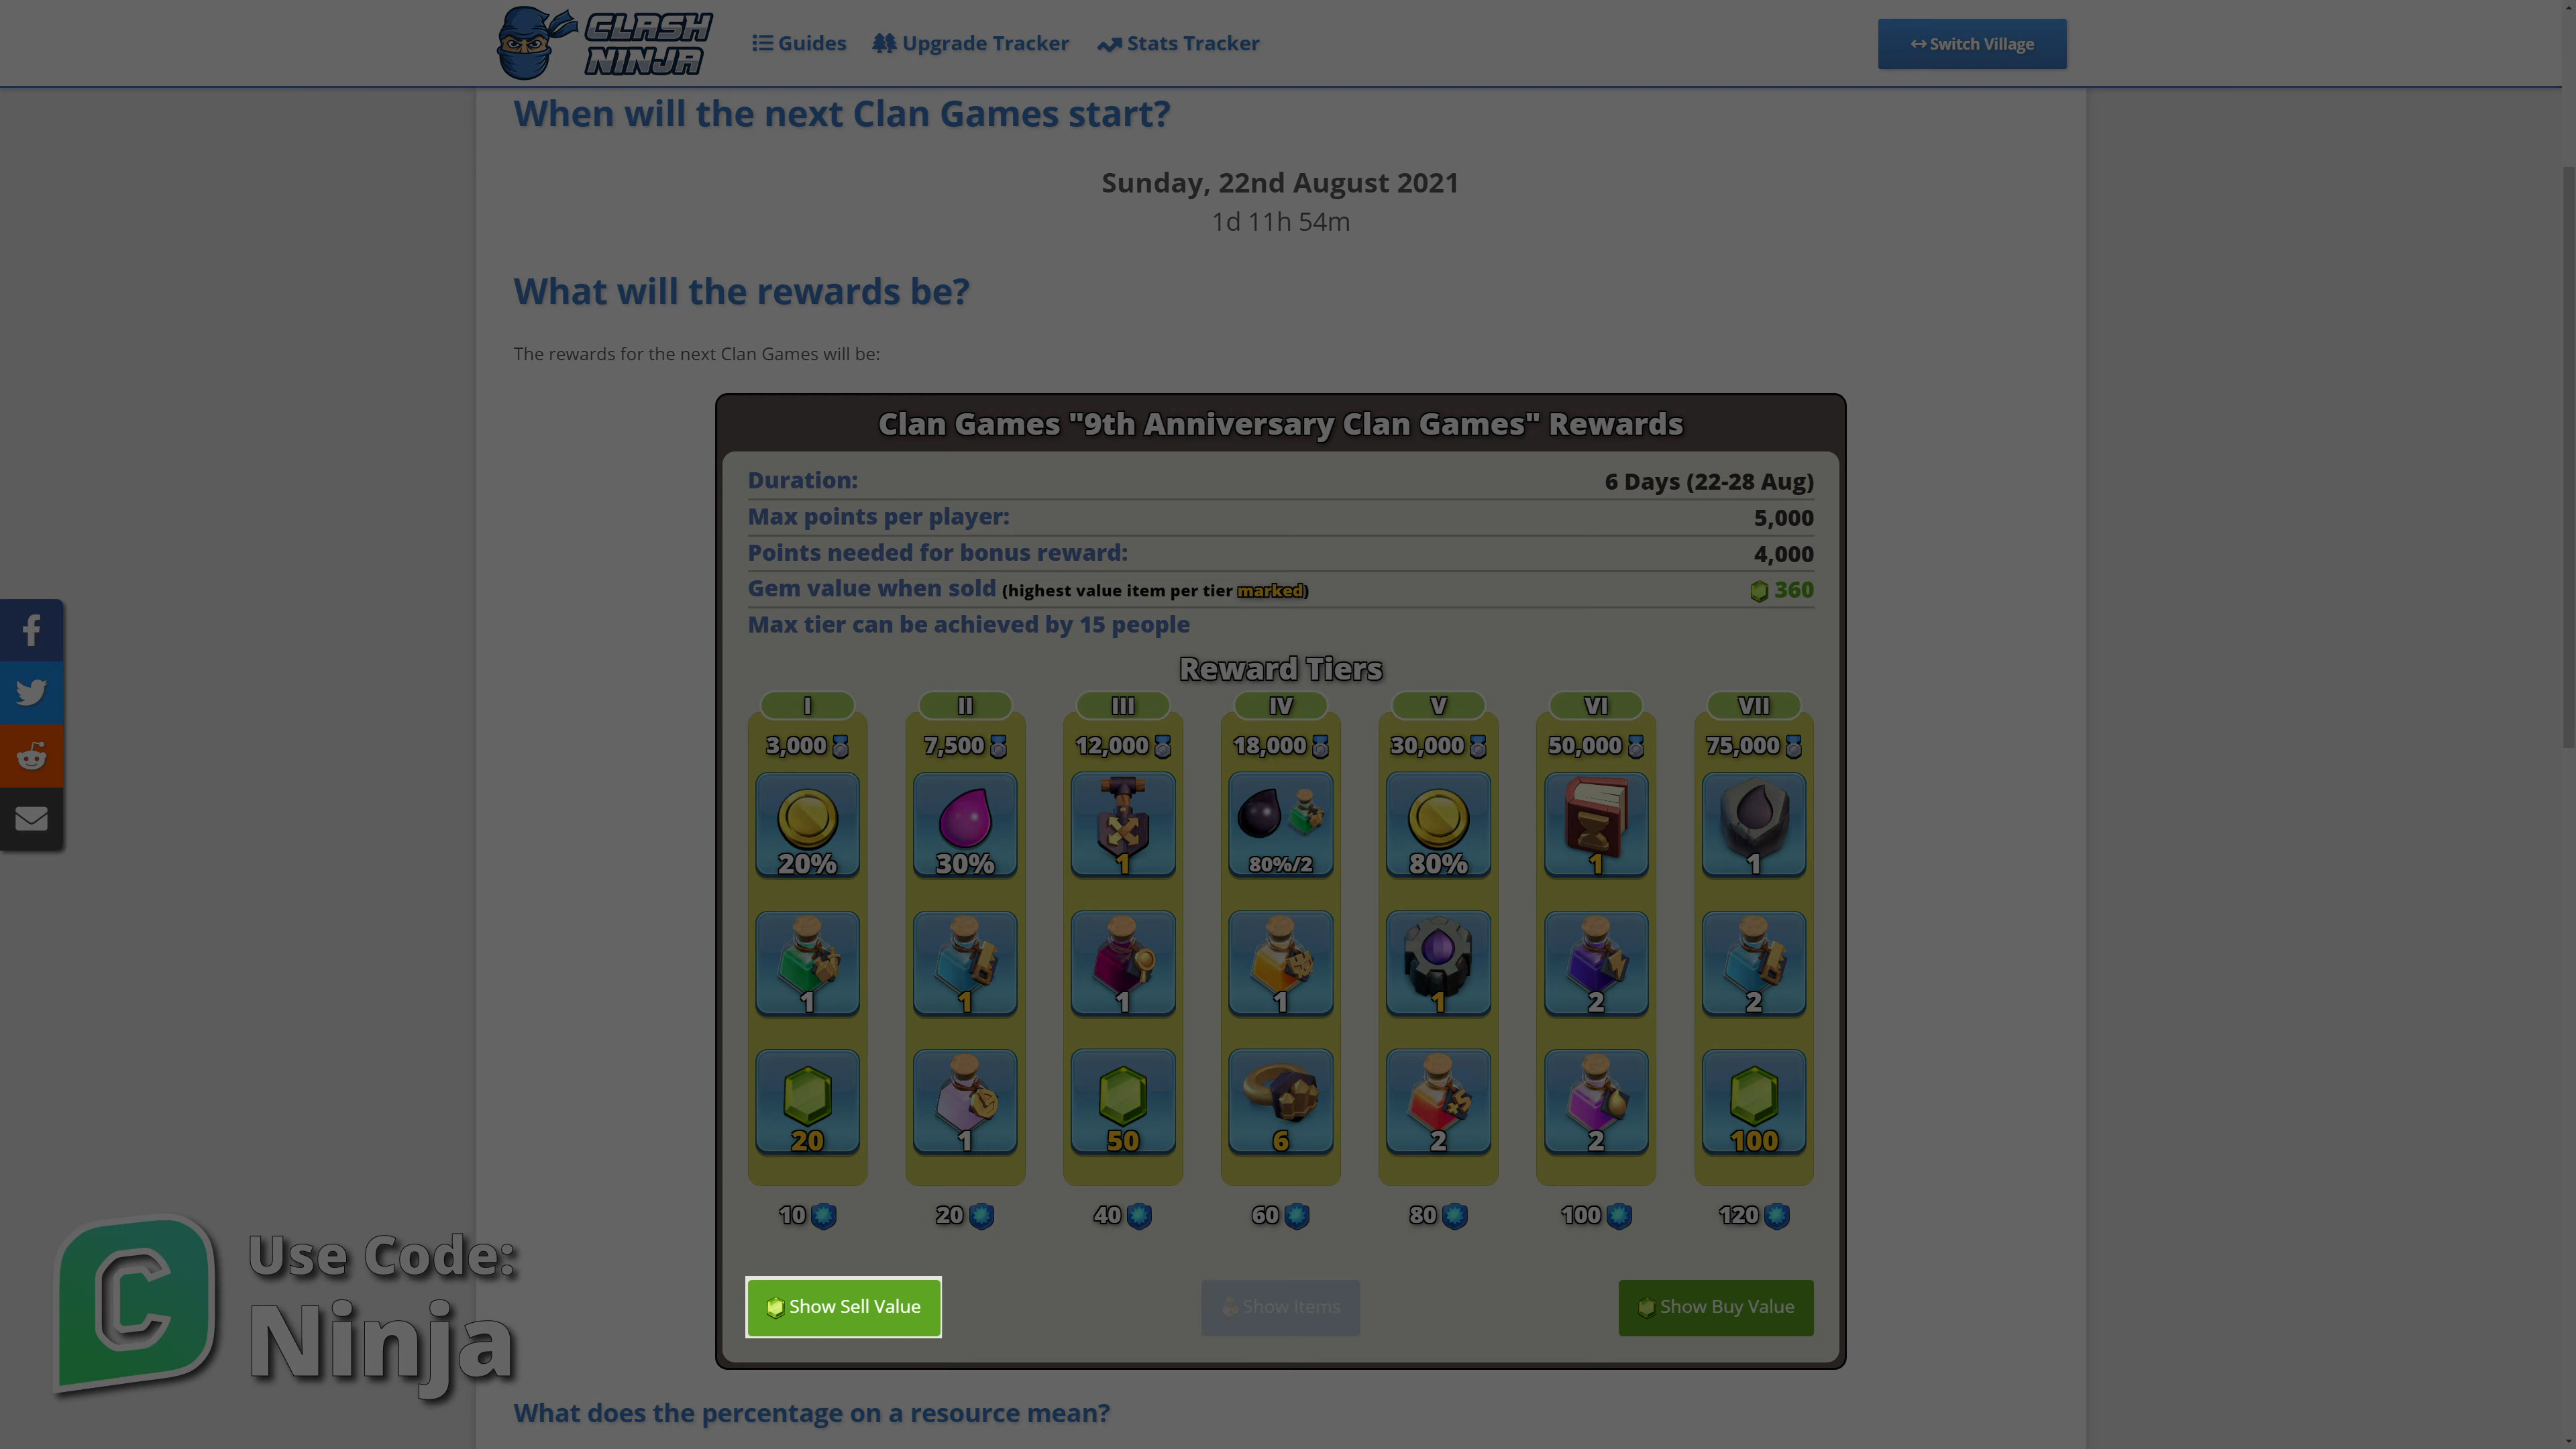 CLASH
NINJA
Guides
Upgrade Tracker
Stats Tracker
Switch Village
When will the next Clan Games start?
Sunday, 22nd August 2021
1d 11h 54m
What will the rewards be?
The rewards for the next Clan Games will be:
Clan Games "9th Anniversary Clan Games" Rewards
Duration: 6 Days (22-28 Aug)
Max points per player: 5,000
Points needed for bonus reward: 4,000
Gem value when sold (highest value item per tier marked) 360
Max tier can be achieved by 15 people
Reward Tiers
I II III IV V VI VII
3,000 7,500 12,000 18,000 30,000 50,000 75,000
20% 30% 1 80%/2 80% 1 1
1 1 1 1 1 2 2
20 1 50 6 2 2 100
10 20 40 60 80 100 120
Show Sell Value
Show Items
Show Buy Value
C
Use Code:
Ninja
What does the percentage on a resource mean?